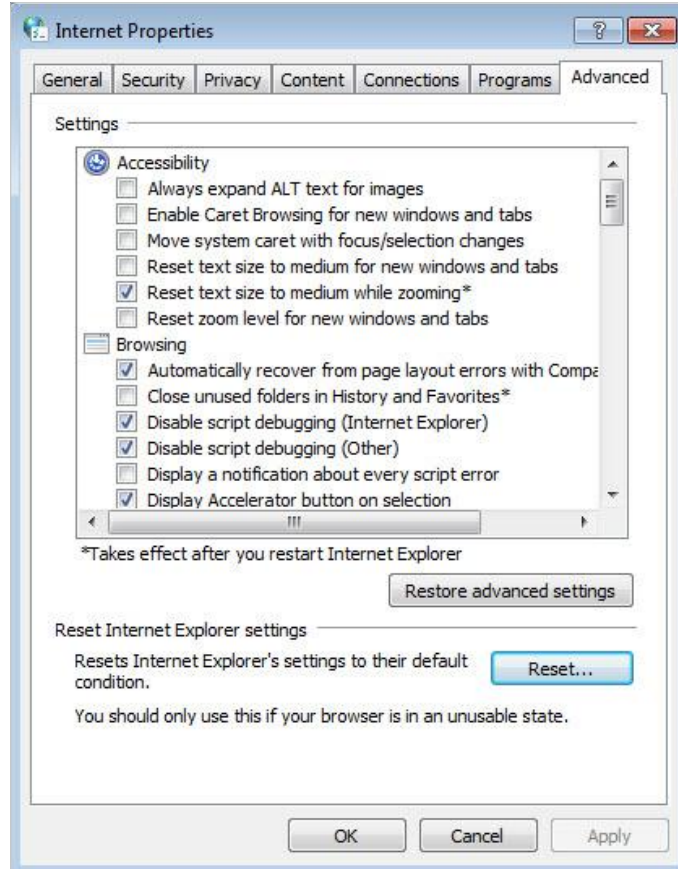 Internet Properties
General Security Privacy Content Connections Programs Advanced
Settings
Accessibility
Always expand ALT text for images
Enable Caret Browsing for new windows and tabs
Move system caret with focus/selection changes
Reset text size to medium for new windows and tabs
Reset text size to medium while zooming*
Reset zoom level for new windows and tabs
Browsing
Automatically recover from page layout errors with Compa
Close unused folders in History and Favorites*
Disable script debugging (Internet Explorer)
Disable script debugging (Other)
Display a notification about every script error
Display Accelerator button on selection
*Takes effect after you restart Internet Explorer
Restore advanced settings
Reset Internet Explorer settings
Resets Internet Explorer's settings to their default
condition.
Reset...
You should only use this if your browser is in an unusable state.
OK Cancel Apply